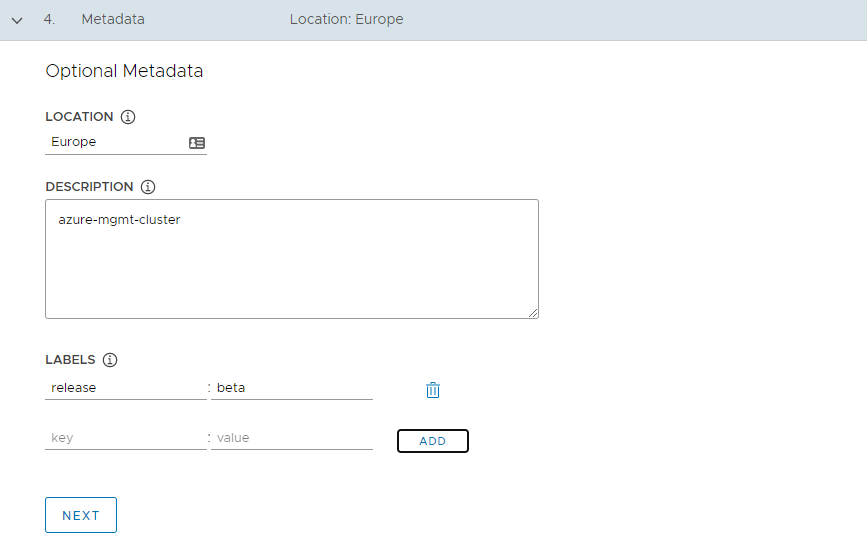 4. Metadata Location: Europe
Optional Metadata
LOCATION
Europe
DESCRIPTION
azure-mgmt-cluster
LABELS
release : beta
key : value ADD
NEXT